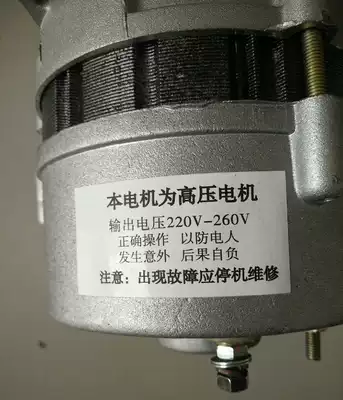 本电机为高压电机
输出电压220V-260V
正确操作 以防电人
发生意外 后果自负
注意：出现故障应停机维修